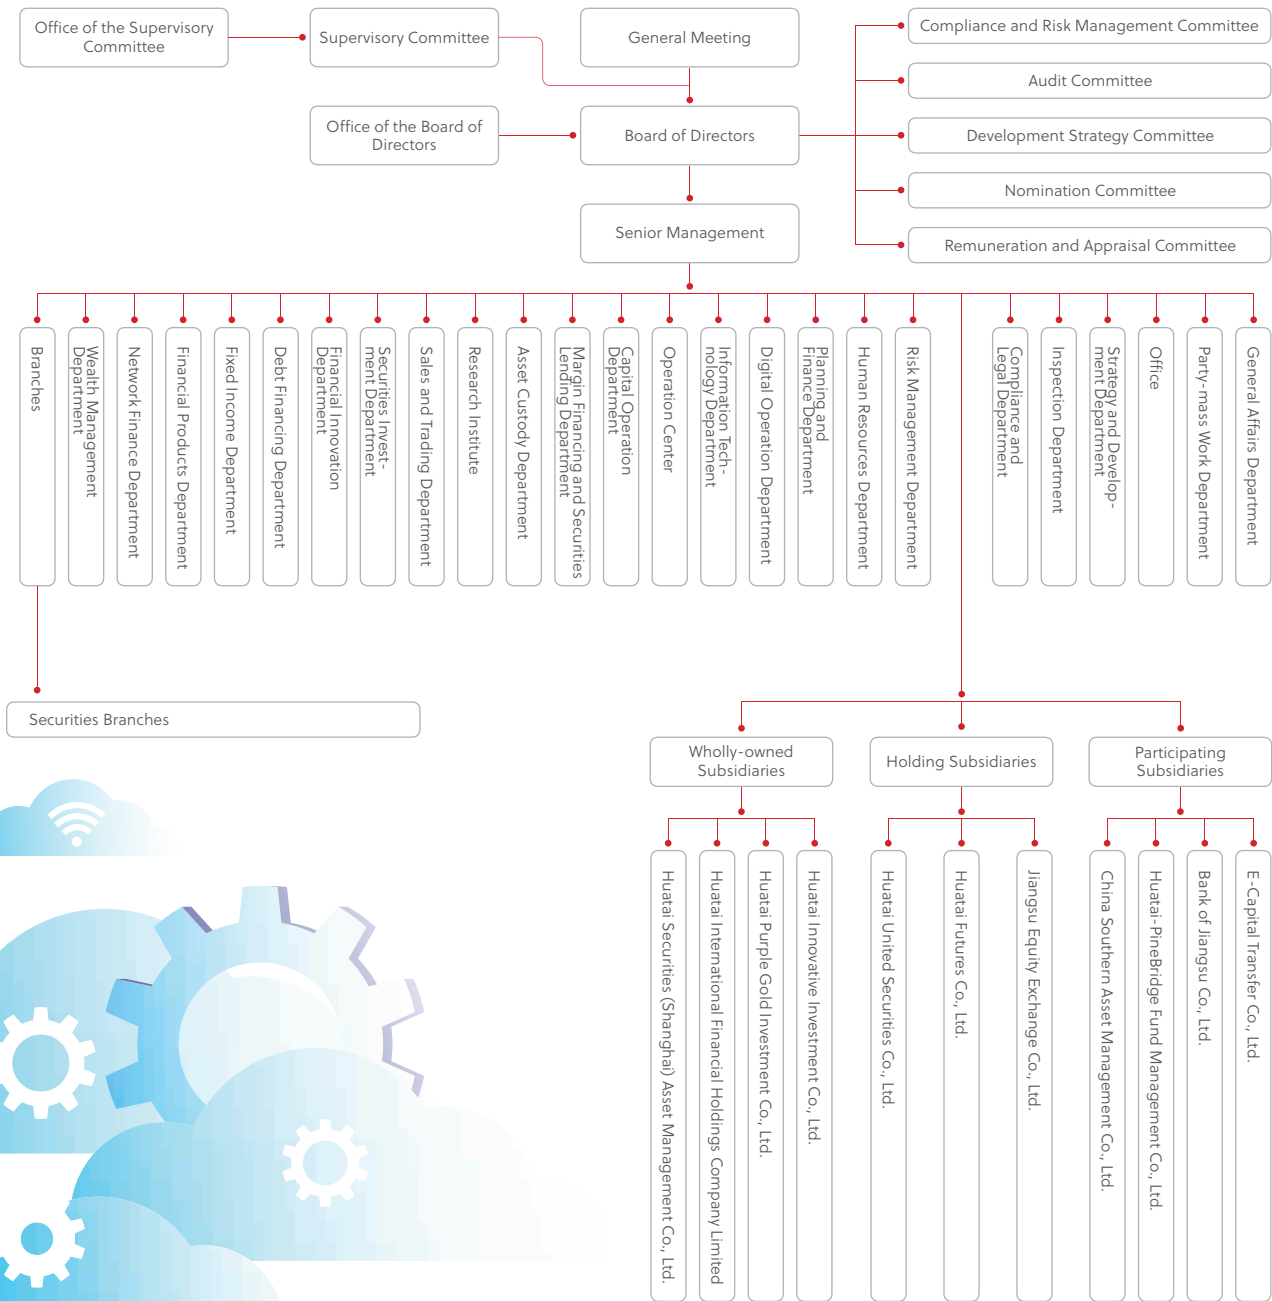 Office of the Supervisory
Committee
Supervisory Committee
General Meeting
Compliance and Risk Management Committee
Audit Committee
Office of the Board of
Directors
Board of Directors
Development Strategy Committee
Nomination Committee
Senior Management
Remuneration and Appraisal Committee
Branches
Wealth Management
Department
Network Finance Department
Financial Products Department
Fixed Income Department
Debt Financing Department
Financial Innovation
Department
Securities Invest-
ment Department
Sales and Trading Department
Research Institute
Asset Custody Department
Margin Financing and Securities
Lending Department
Capital Operation
Department
Operation Center
Information Tech-
nology Department
Digital Operation Department
Planning and
Finance Department
Human Resources Department
Risk Management Department
Compliance and
Legal Department
Inspection Department
Strategy and Develop-
ment Department
Office
Party-mass Work Department
General Affairs Department
Securities Branches
Wholly-owned
Subsidiaries
Holding Subsidiaries
Participating
Subsidiaries
Huatai Securities (Shanghai) Asset Management Co., Ltd.
Huatai International Financial Holdings Company Limited
Huatai Purple Gold Investment Co., Ltd.
Huatai Innovative Investment Co., Ltd.
Huatai United Securities Co., Ltd.
Huatai Futures Co., Ltd.
Jiangsu Equity Exchange Co., Ltd.
China Southern Asset Management Co., Ltd.
Huatai-PineBridge Fund Management Co., Ltd.
Bank of Jiangsu Co., Ltd.
E-Capital Transfer Co., Ltd.